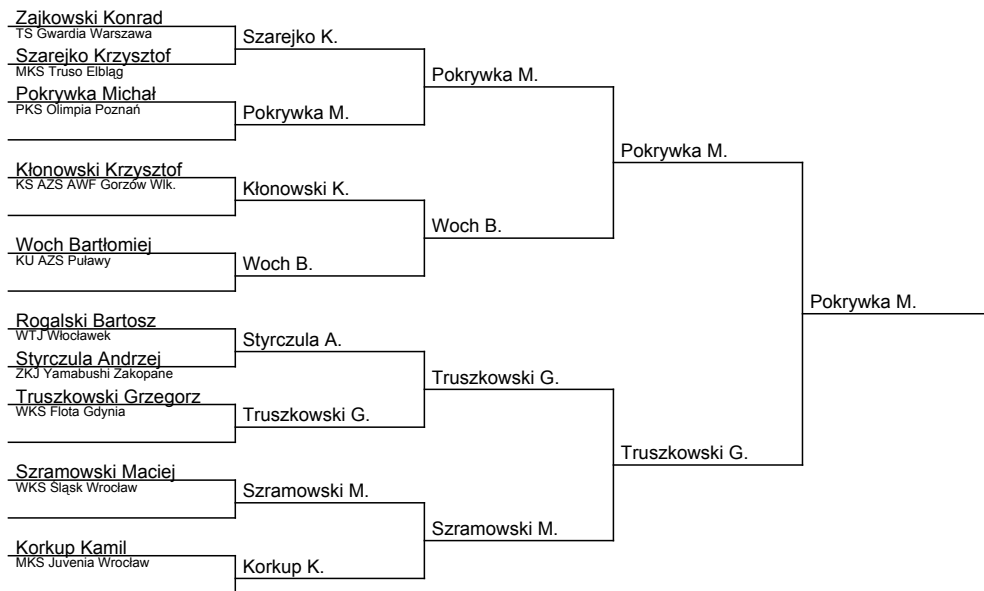 Zajkowski Konrad
TS Gwardia Warszawa
Szarejko K.
Szarejko Krzysztof
MKS Truso Elbląg
Pokrywka M.
Pokrywka Michał
PKS Olimpia Poznań
Pokrywka M.
Pokrywka M.
Kłonowski Krzysztof
KS AZS AWF Gorzów Wlk.
Kłonowski K.
Woch B.
Woch Bartłomiej
KU AZS Puławy
Woch B.
Pokrywka M.
Rogalski Bartosz
WTJ Włocławek
Styrczula A.
Styrczula Andrzej
ZKJ Yamabushi Zakopane
Truszkowski G.
Truszkowski Grzegorz
WKS Flota Gdynia
Truszkowski G.
Truszkowski G.
Szramowski Maciej
WKS Śląsk Wrocław
Szramowski M.
Szramowski M.
Korkup Kamil
MKS Juvenia Wrocław
Korkup K.